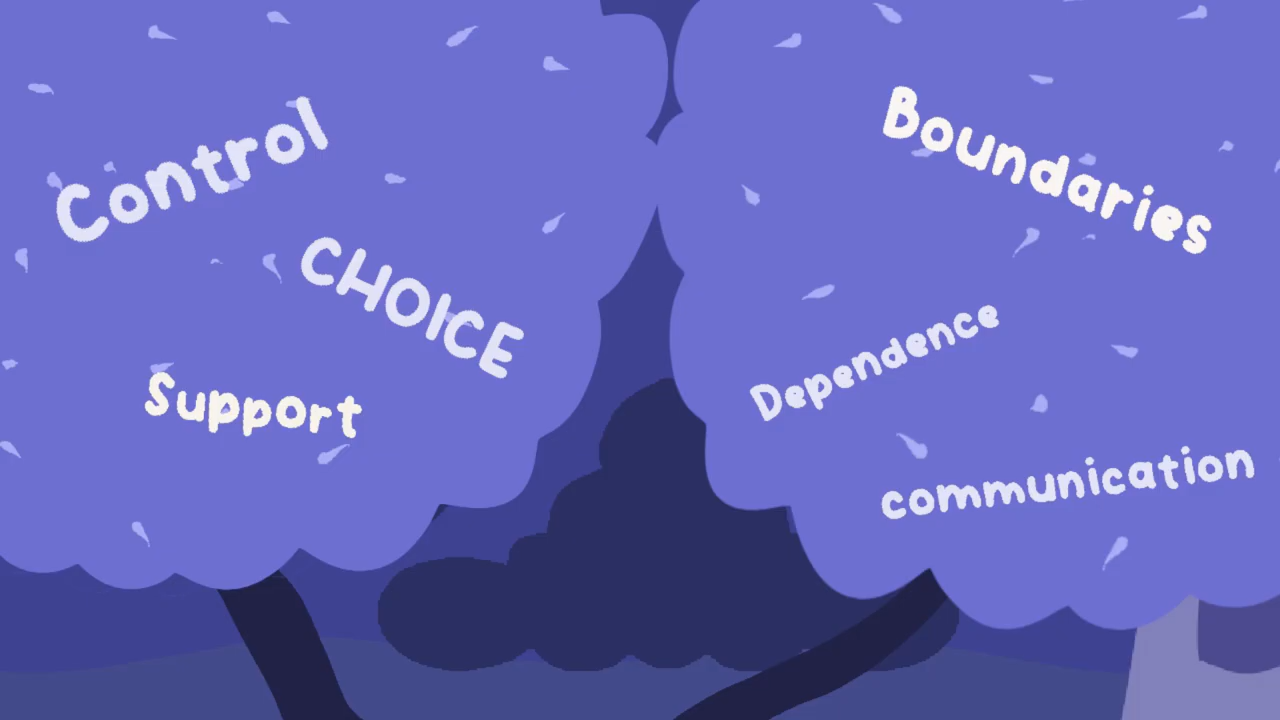 Control
CHOICE
Support
Boundaries
Dependence
communication